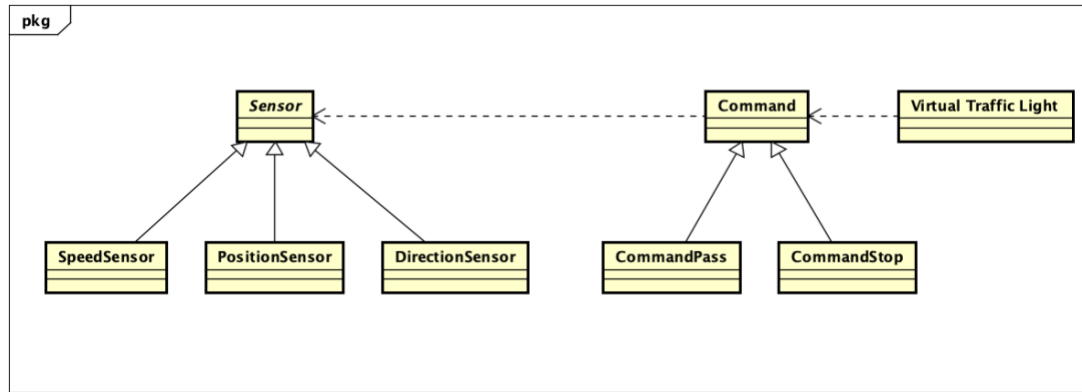 pkg
Sensor
Command
Virtual Traffic Light
SpeedSensor
PositionSensor
DirectionSensor
CommandPass
CommandStop